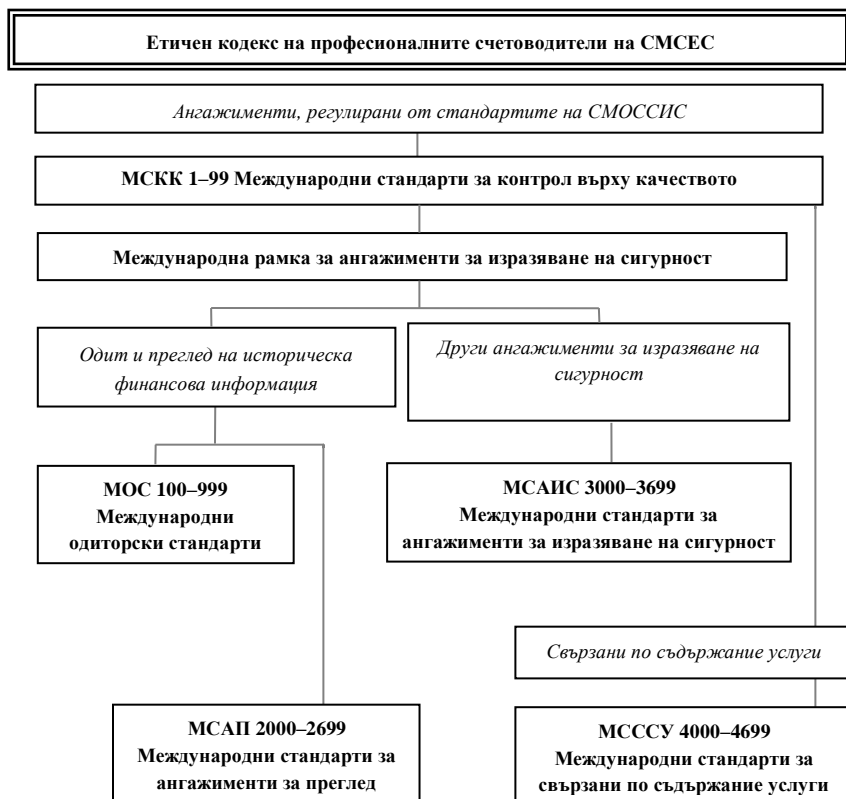 Етичен кодекс на професионалните счетоводители на СМСЕС
Ангажименти, регулирани от стандартите на СМОССИС
МСКК 1–99 Международни стандарти за контрол върху качеството
Международна рамка за ангажименти за изразяване на сигурност
Одит и преглед на историческа
финансова информация
Други ангажименти за изразяване на
сигурност
МОС 100–999
Международни
одиторски стандарти
МСАИС 3000–3699
Международни стандарти за
ангажименти за изразяване на сигурност
Свързани по съдържание услуги
МСАП 2000–2699
Международни стандарти за
ангажименти за преглед
МСССУ 4000–4699
Международни стандарти за
свързани по съдържание услуги